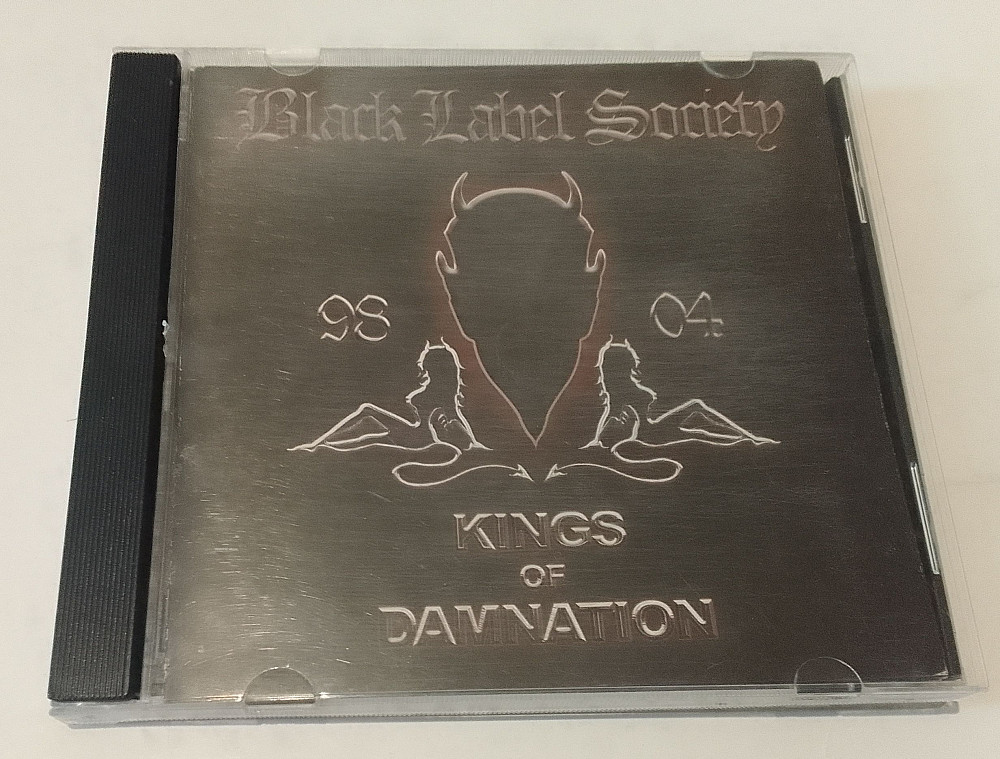 Black Label Society
98 04
KINGS
OF
DAMNATION